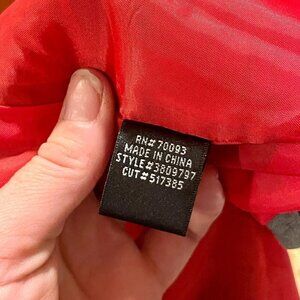 RN# 70093
MADE IN CHINA
STYLE# 3809797
CUT# 517385